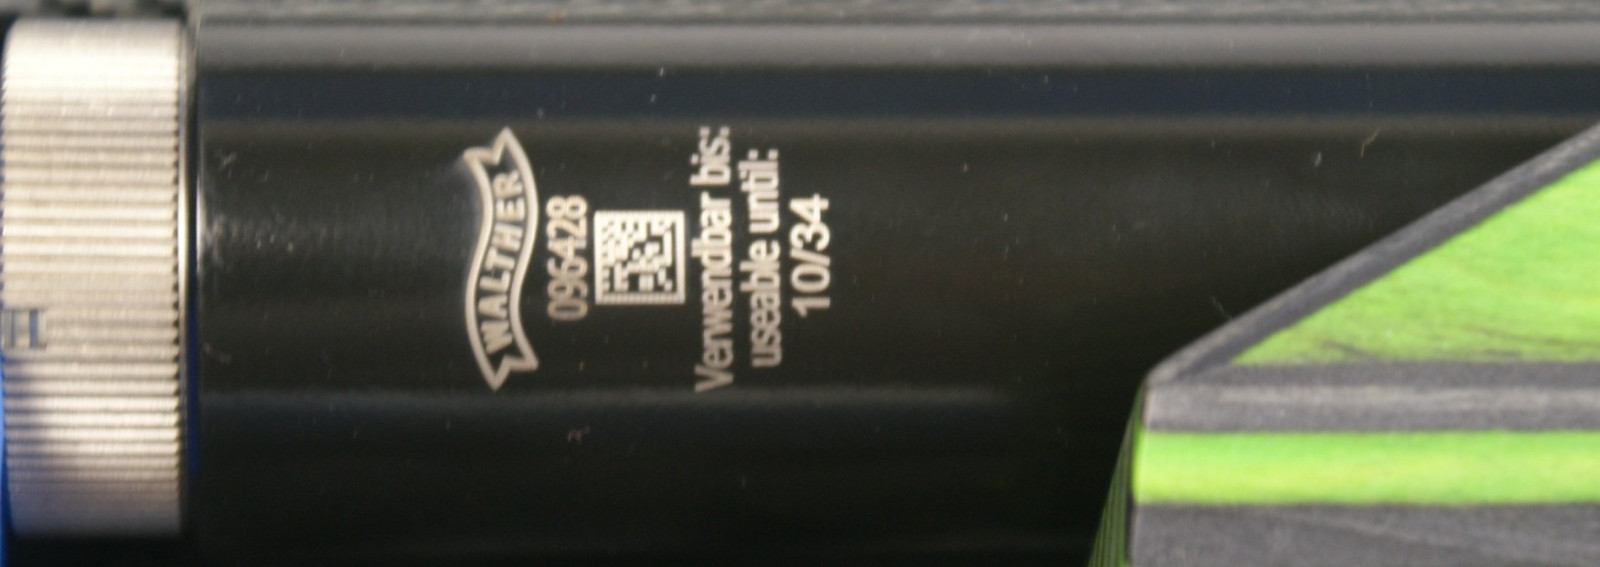 WALTHER
096428
Verwendbar bis:
useable until:
10/34